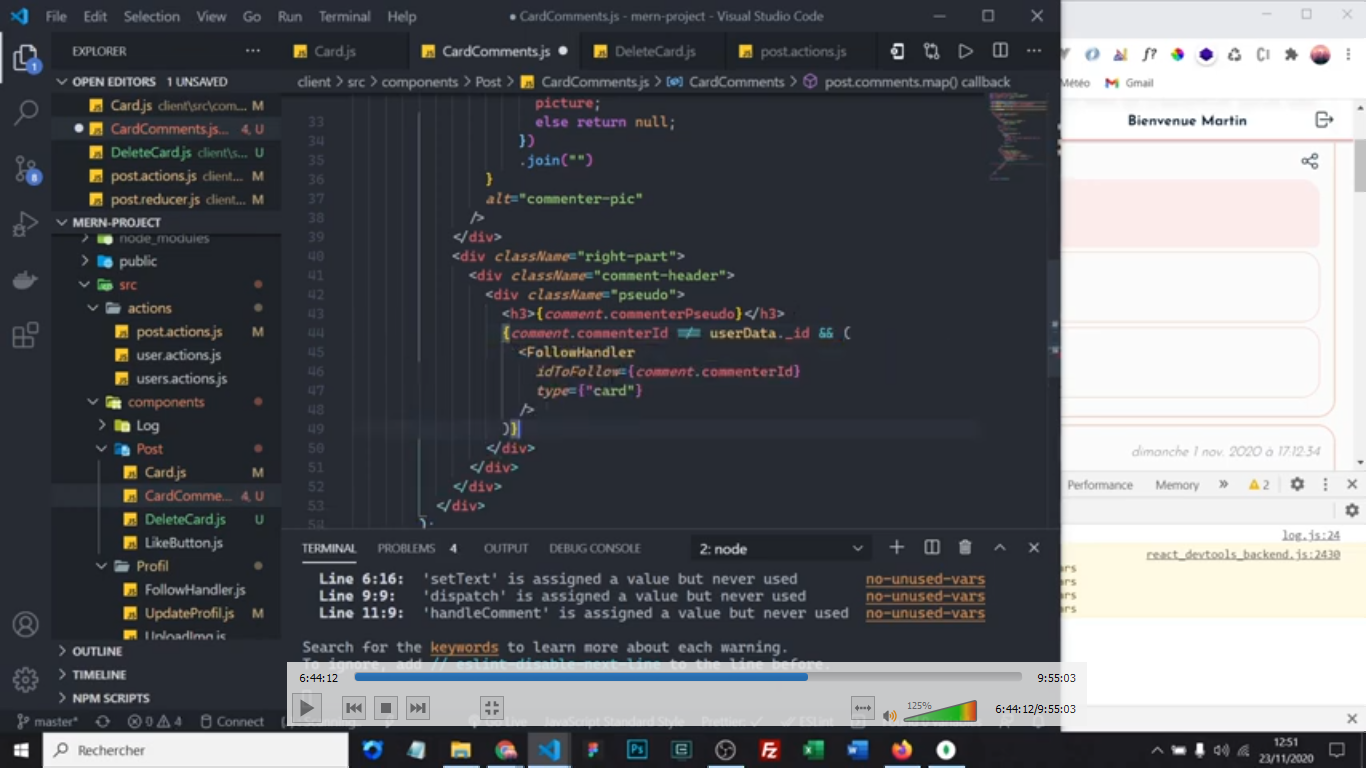 File Edit Selection View Go Run Terminal Help
● CardComments.js - mern-project - Visual Studio Code
EXPLORER
Card.js
CardComments.js
DeleteCard.js
post.actions.js
OPEN EDITORS 1 UNSAVED
Card.js client\src\com... M
CardComments.js... 4, U
DeleteCard.js client\s... U
post.actions.js client... M
post.reducer.js client... M
MERN-PROJECT
node_modules
public
src
actions
post.actions.js M
user.actions.js
users.actions.js
components
Log
Post
Card.js M
CardComme... 4, U
DeleteCard.js U
LikeButton.js
Profil
FollowHandler.js
UpdateProfil.js M
UploadImg.js
OUTLINE
TIMELINE
NPM SCRIPTS
client > src > components > Post > CardComments.js > CardComments > post.comments.map() callback
picture;
33 else return null;
34 })
35 .join("")
36 }
37 alt="commenter-pic"
38 />
39 </div>
40 <div className="right-part">
41 <div className="comment-header">
42 <div className="pseudo">
43 <h3>{comment.commenterPseudo}</h3>
44 {comment.commenterId !== userData._id && (
45 <FollowHandler
46 idToFollow={comment.commenterId}
47 type={"card"}
48 />
49 )}
50 </div>
51 </div>
52 </div>
53 </div>
);
TERMINAL PROBLEMS 4 OUTPUT DEBUG CONSOLE 2: node
Line 6:16: 'setText' is assigned a value but never used no-unused-vars
Line 9:9: 'dispatch' is assigned a value but never used no-unused-vars
Line 11:9: 'handleComment' is assigned a value but never used no-unused-vars
Search for the keywords to learn more about each warning.
To ignore, add // eslint-disable-next-line to the line before.
6:44:12 9:55:03
125%
6:44:12/9:55:03
master* 0 4 Connect
Go Live JavaScript Standard Style Prettier: ✓ ESLint
Météo Gmail
Bienvenue Martin
dimanche 1 nov. 2020 à 17:12:34
Performance Memory » 2
log.js:24
react_devtools_backend.js:2430
ars
ars
ars
ars
Rechercher
12:51
23/11/2020